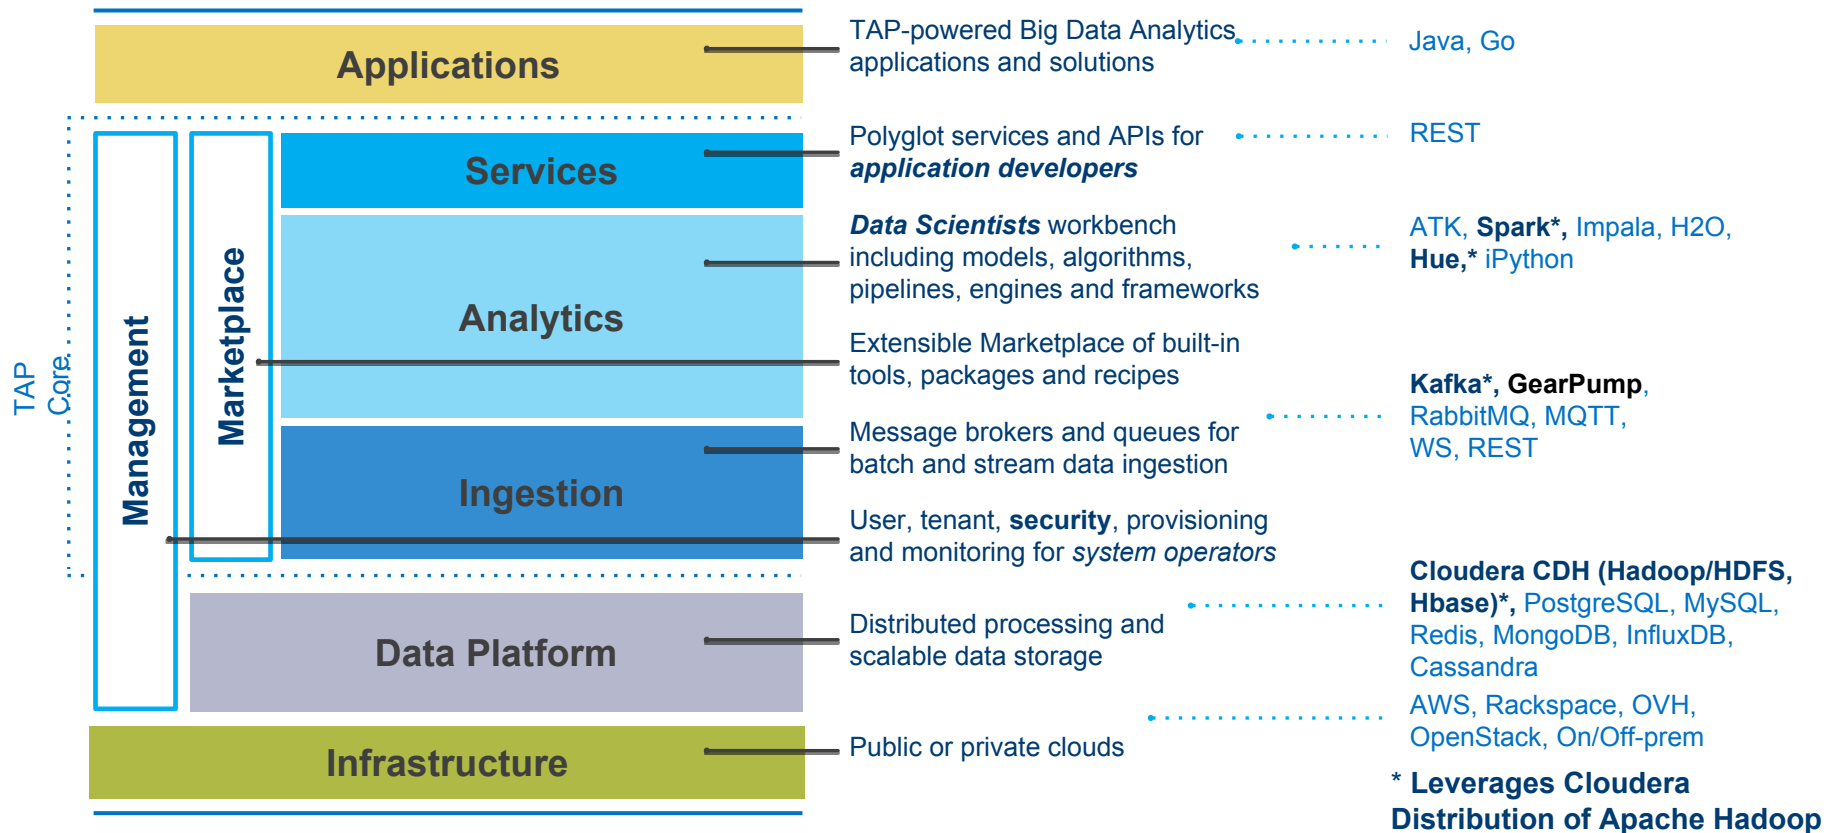 Applications
TAP-powered Big Data Analytics
applications and solutions
Java, Go
TAP
Core
Management
Marketplace
Services
Polyglot services and APIs for
application developers
REST
Analytics
Data Scientists workbench
including models, algorithms,
pipelines, engines and frameworks
ATK, Spark*, Impala, H2O,
Hue,* iPython
Extensible Marketplace of built-in
tools, packages and recipes
Ingestion
Message brokers and queues for
batch and stream data ingestion
Kafka*, GearPump,
RabbitMQ, MQTT,
WS, REST
User, tenant, security, provisioning
and monitoring for system operators
Data Platform
Distributed processing and
scalable data storage
Cloudera CDH (Hadoop/HDFS,
Hbase)*, PostgreSQL, MySQL,
Redis, MongoDB, InfluxDB,
Cassandra
Infrastructure
Public or private clouds
AWS, Rackspace, OVH,
OpenStack, On/Off-prem
* Leverages Cloudera
Distribution of Apache Hadoop